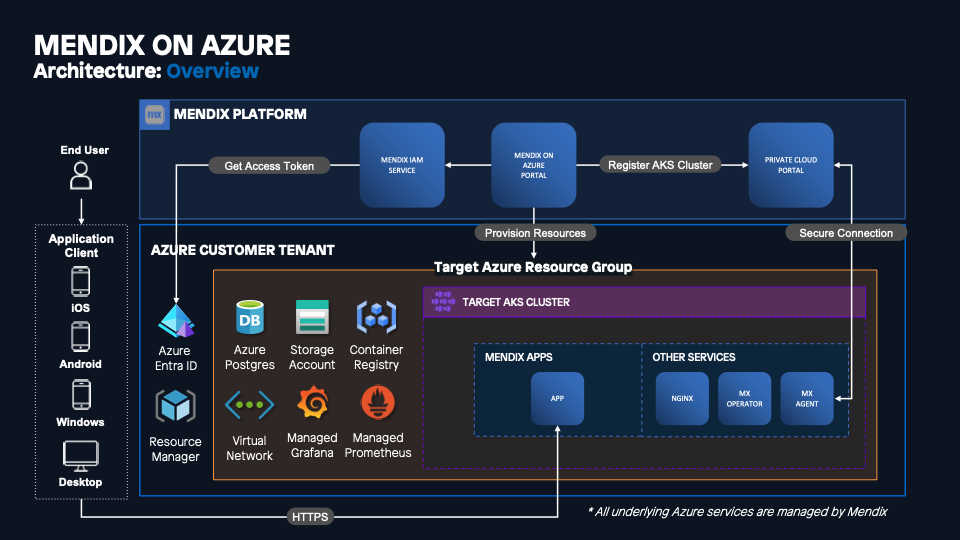 MENDIX ON AZURE
Architecture: Overview
mx
MENDIX PLATFORM
End User
Get Access Token
MENDIX IAM
SERVICE
MENDIX ON
AZURE
PORTAL
Register AKS Cluster
PRIVATE CLOUD
PORTAL
Provision Resources
Secure Connection
Application
Client
iOS
Android
Windows
Desktop
AZURE CUSTOMER TENANT
Target Azure Resource Group
TARGET AKS CLUSTER
Azure
Entra ID
DB
Azure
Postgres
Storage
Account
Container
Registry
Resource
Manager
Virtual
Network
Managed
Grafana
Managed
Prometheus
MENDIX APPS
APP
OTHER SERVICES
NGINX
MX
OPERATOR
MX
AGENT
HTTPS
* All underlying Azure services are managed by Mendix